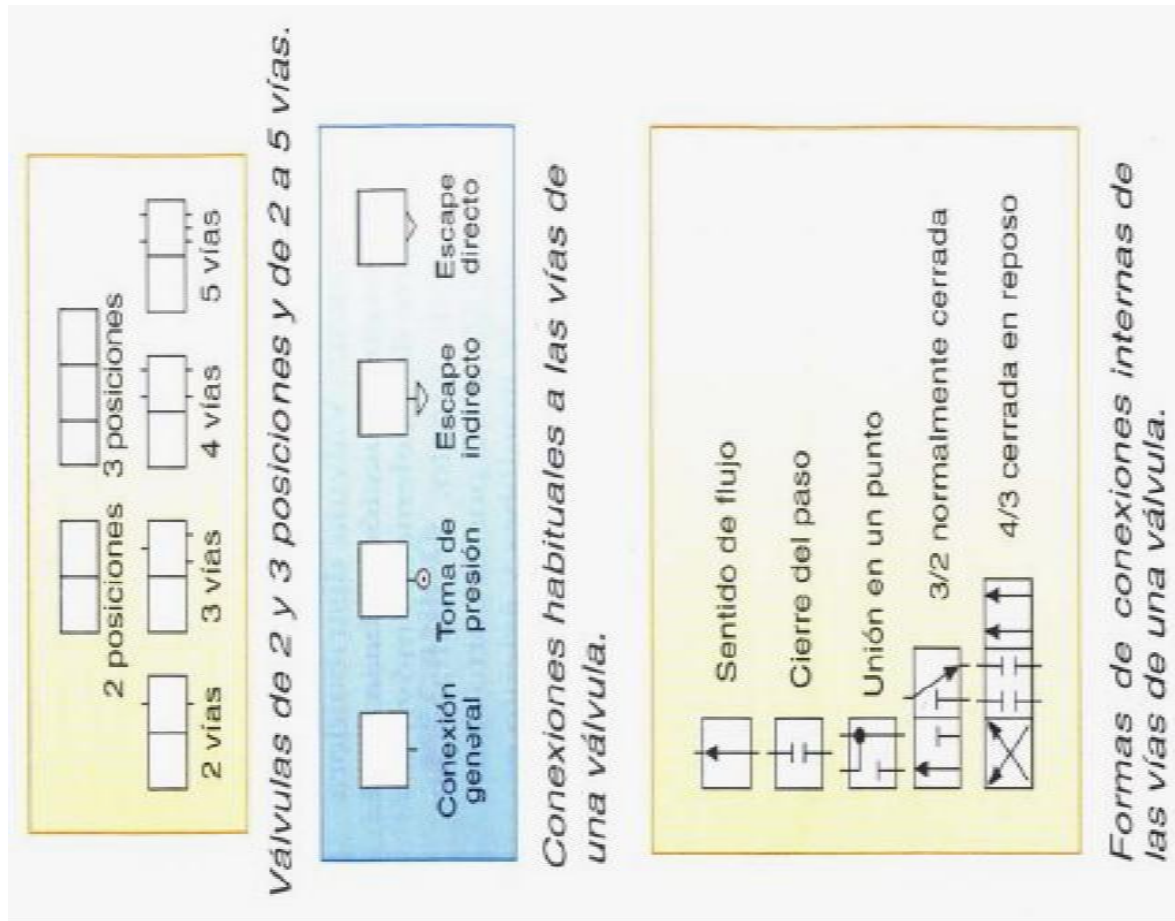 2 posiciones 3 posiciones
2 vías 3 vías 4 vías 5 vías
Válvulas de 2 y 3 posiciones y de 2 a 5 vías.
Conexión general
Toma de presión
Escape indirecto
Escape directo
Conexiones habituales a las vías de
una válvula.
Sentido de flujo
Cierre del paso
Unión en un punto
3/2 normalmente cerrada
4/3 cerrada en reposo
Formas de conexiones internas de
las vías de una válvula.